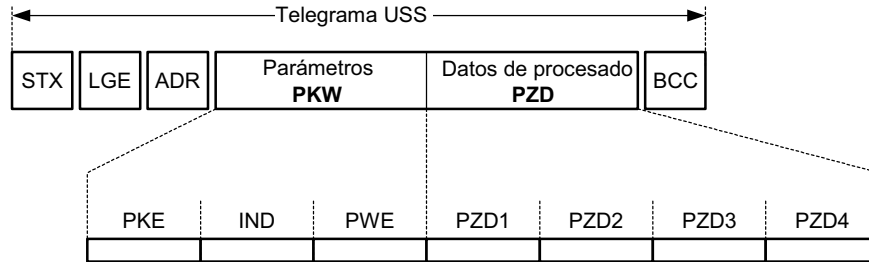 Telegrama USS
STX LGE ADR Parámetros PKW Datos de procesado PZD BCC
PKE IND PWE PZD1 PZD2 PZD3 PZD4